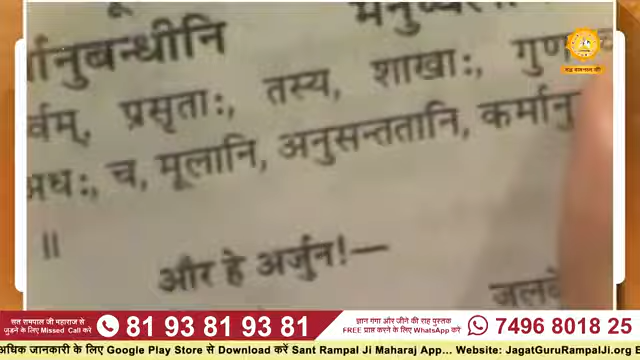 र्मानुबन्धीनि
प्रसृताः, तस्य, शाखाः,
च, मूलानि, अनुसन्ततानि,
॥
और हे अर्जुन!—
सत रामपाल जी महाराज से
जुड़ने के लिए Missed Call करे
81 93 81 93 81
ज्ञान गंगा और जीने की राह पुस्तक
FREE प्राप्त करने के लिए WhatsApp करें
7496 8018 25
अधिक जानकारी के लिए Google Play Store से Download करें Sant Rampal Ji Maharaj App... Website: JagatGuruRampalJi.org